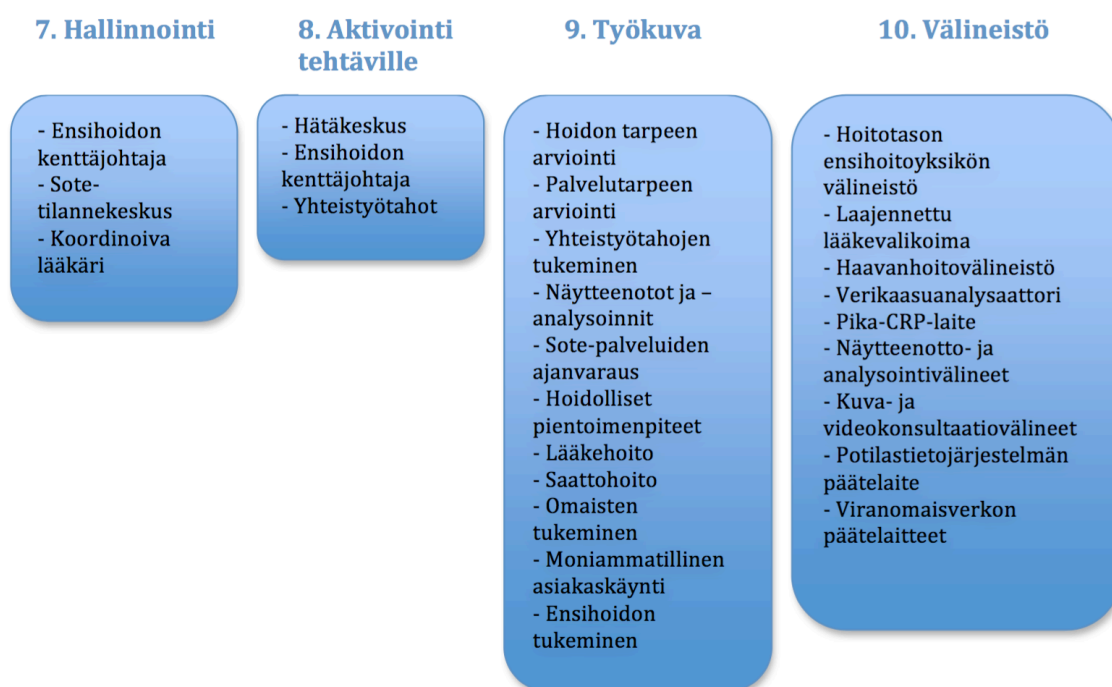 7. Hallinnointi
- Ensihoidon
kenttäjohtaja
- Sote-
tilannekeskus
- Koordinoiva
lääkäri
8. Aktivointi
tehtäville
- Hätäkeskus
- Ensihoidon
kenttäjohtaja
- Yhteistyötahot
9. Työkuva
- Hoidon tarpeen
arviointi
- Palvelutarpeen
arviointi
- Yhteistyötahojen
tukeminen
- Näytteenotot ja –
analysoinnit
- Sote-palveluiden
ajanvaraus
- Hoidolliset
pientoimenpiteet
- Lääkehoito
- Saattohoito
- Omaisten
tukeminen
- Moniammatillinen
asiakaskäynti
- Ensihoidon
tukeminen
10. Välineistö
- Hoitotason
ensihoitoyksikön
välineistö
- Laajennettu
lääkevalikoima
- Haavanhoitovälineistö
- Verikaasuanalysaattori
- Pika-CRP-laite
- Näytteenotto- ja
analysointivälineet
- Kuva- ja
videokonsultaatiovälineet
- Potilastietojärjestelmän
päätelaite
- Viranomaisverkon
päätelaitteet